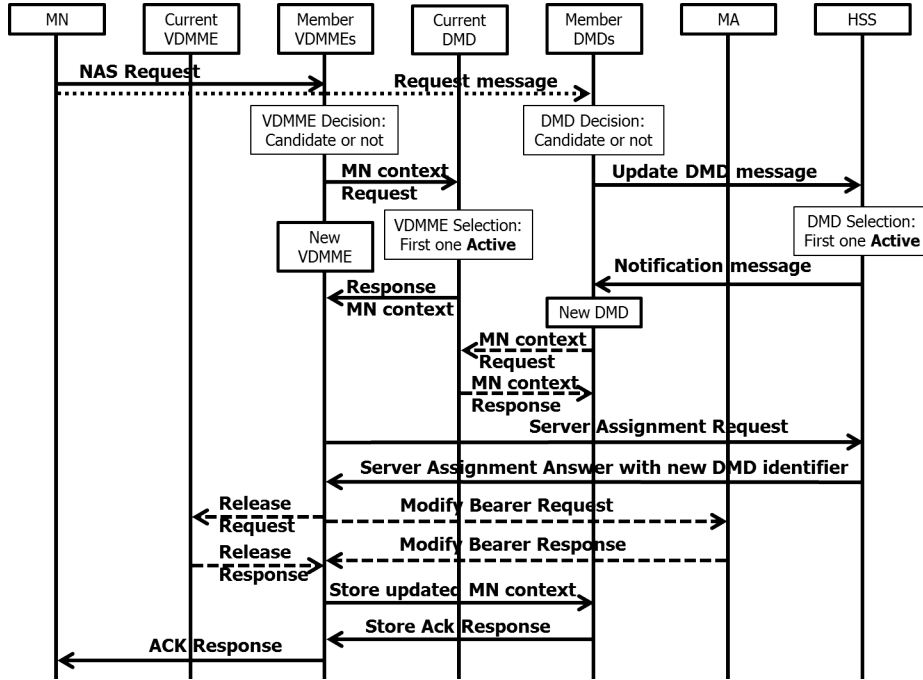 MN
Current
VDMME
Member
VDMMEs
Current
DMD
Member
DMDs
MA
HSS
NAS Request
Request message
VDMME Decision:
Candidate or not
DMD Decision:
Candidate or not
MN context
Request
Update DMD message
VDMME Selection:
First one Active
DMD Selection:
First one Active
New
VDMME
Notification message
Response
MN context
New DMD
MN context
Request
MN context
Response
Server Assignment Request
Server Assignment Answer with new DMD identifier
Release
Request
Modify Bearer Request
Release
Response
Modify Bearer Response
Store updated MN context
Store Ack Response
ACK Response